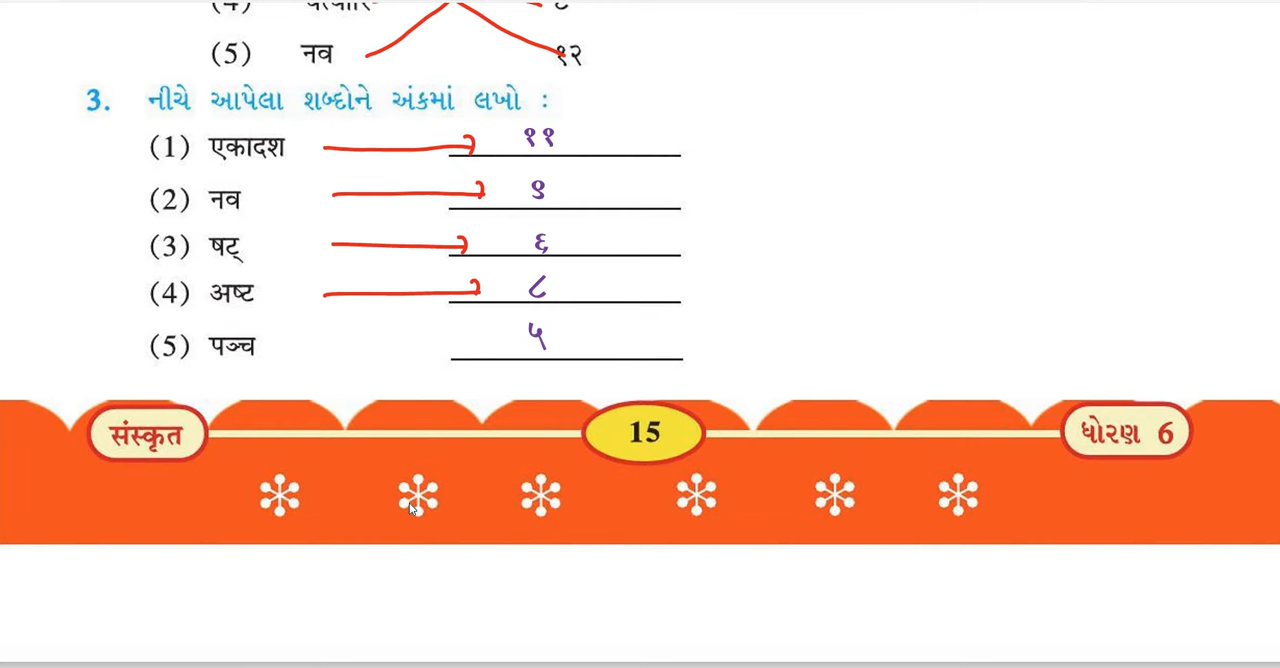 (5) नव १२
3. નીચે આપેલા શબ્દોને અંકમાં લખો :
(1) एकादश ११
(2) नव ९
(3) षट् ६
(4) अष्ट ८
(5) पञ्च ५
સંસ્કૃત 15 ધોરણ 6